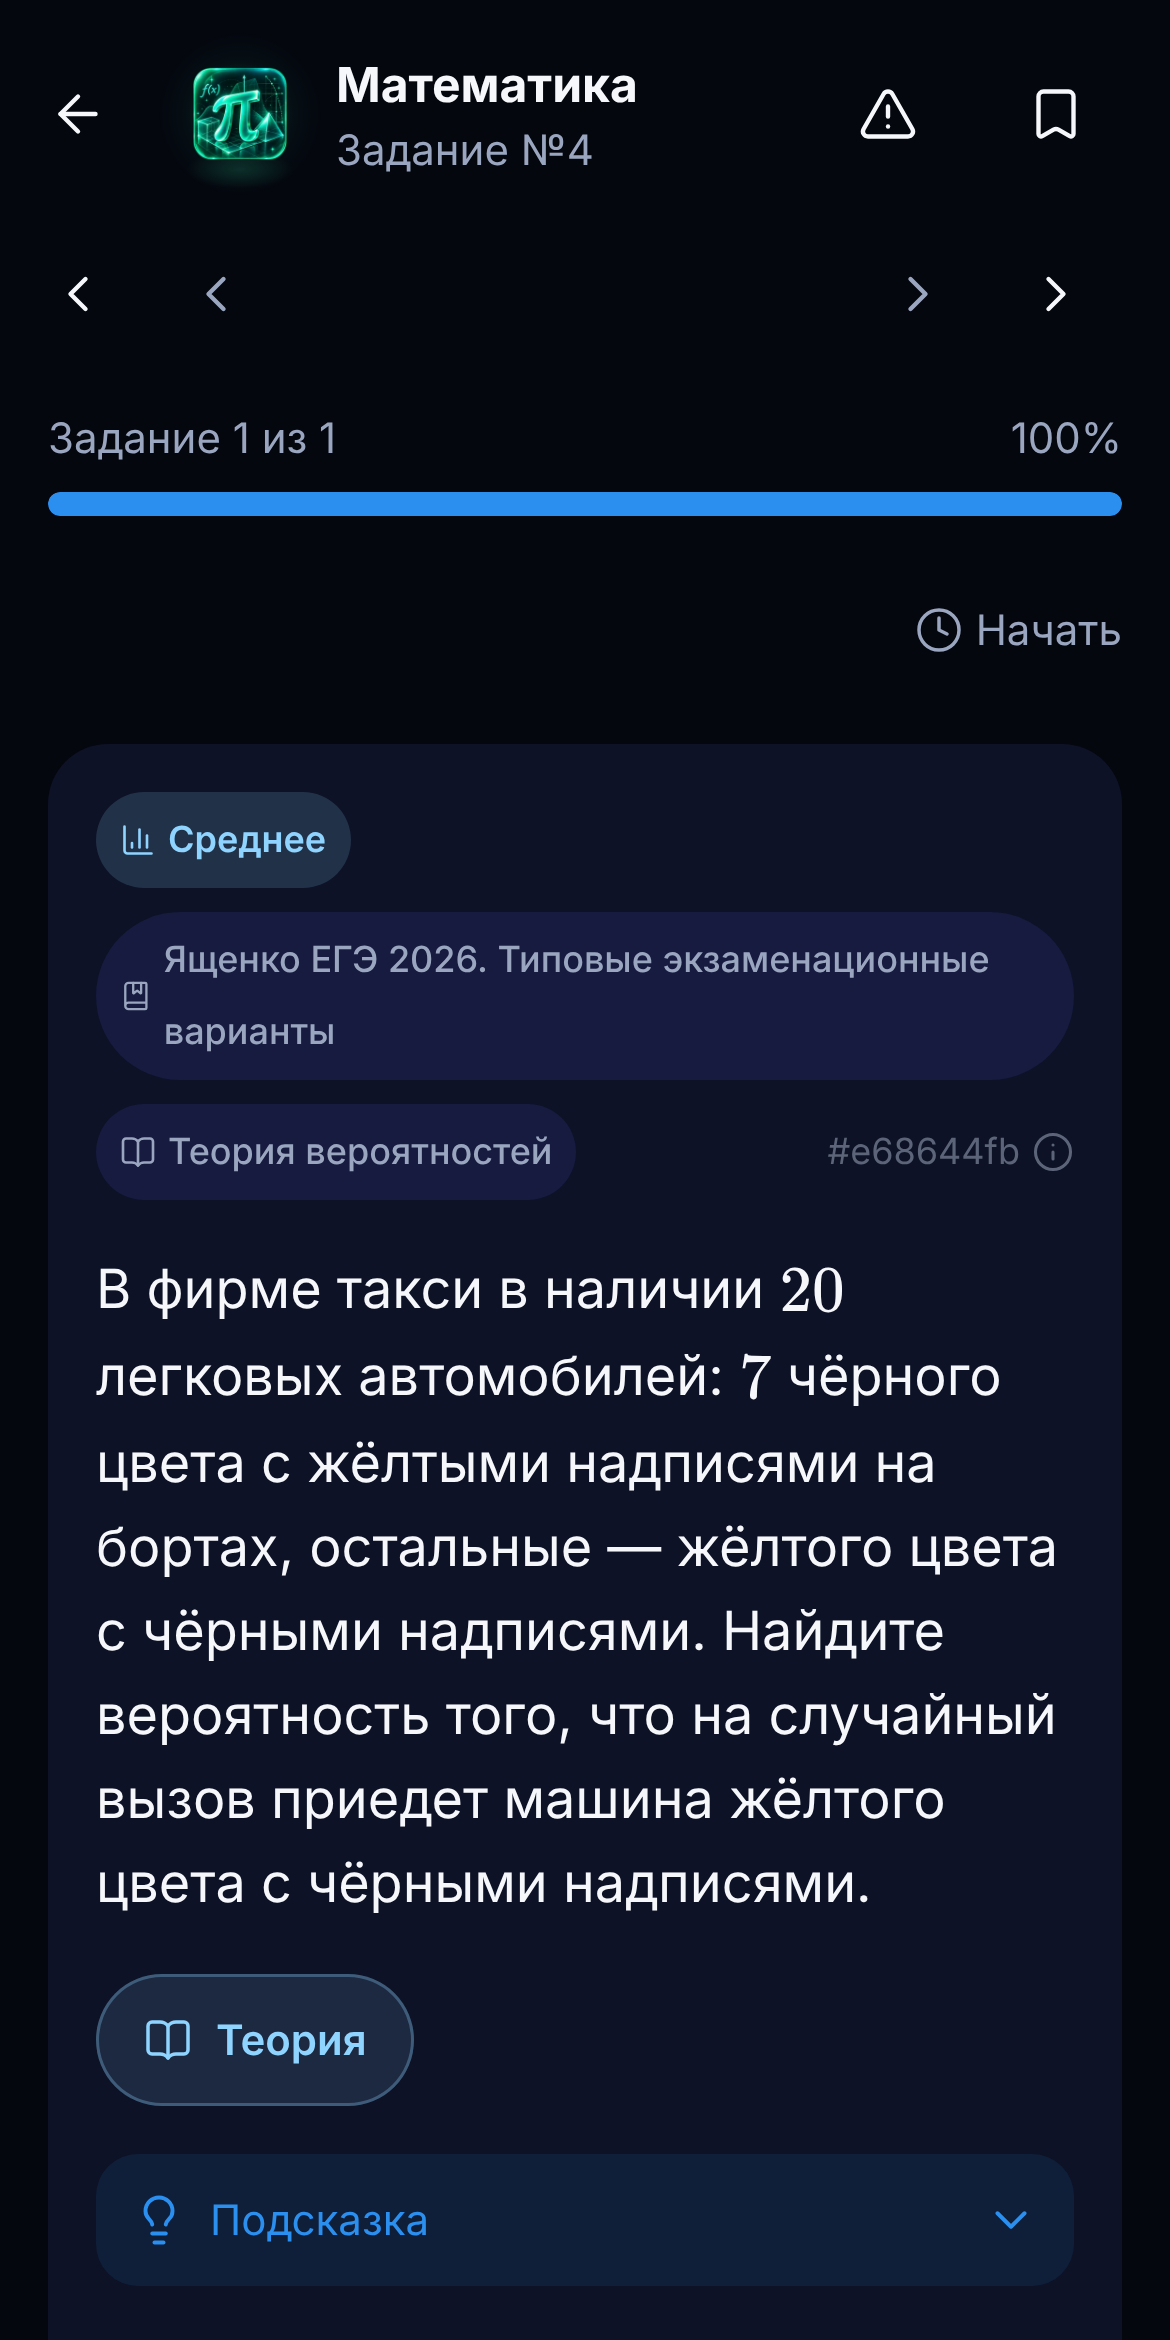 Математика
Задание №4
Задание 1 из 1
100%
Начать
Среднее
Ященко ЕГЭ 2026. Типовые экзаменационные
варианты
Теория вероятностей
#e68644fb
В фирме такси в наличии 20
легковых автомобилей: 7 чёрного
цвета с жёлтыми надписями на
бортах, остальные — жёлтого цвета
с чёрными надписями. Найдите
вероятность того, что на случайный
вызов приедет машина жёлтого
цвета с чёрными надписями.
Теория
Подсказка